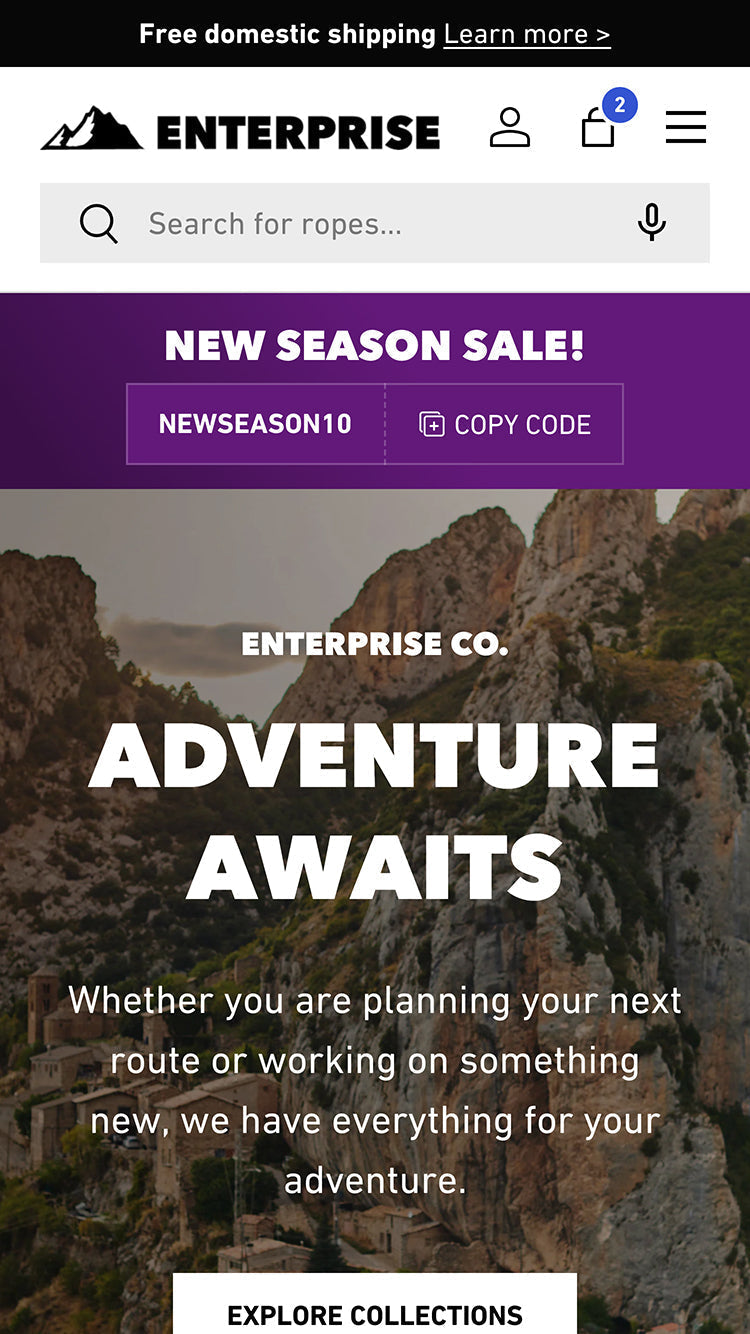 Free domestic shipping Learn more >
ENTERPRISE
2
Search for ropes...
NEW SEASON SALE!
NEWSEASON10 COPY CODE
ENTERPRISE CO.
ADVENTURE
AWAITS
Whether you are planning your next
route or working on something
new, we have everything for your
adventure.
EXPLORE COLLECTIONS